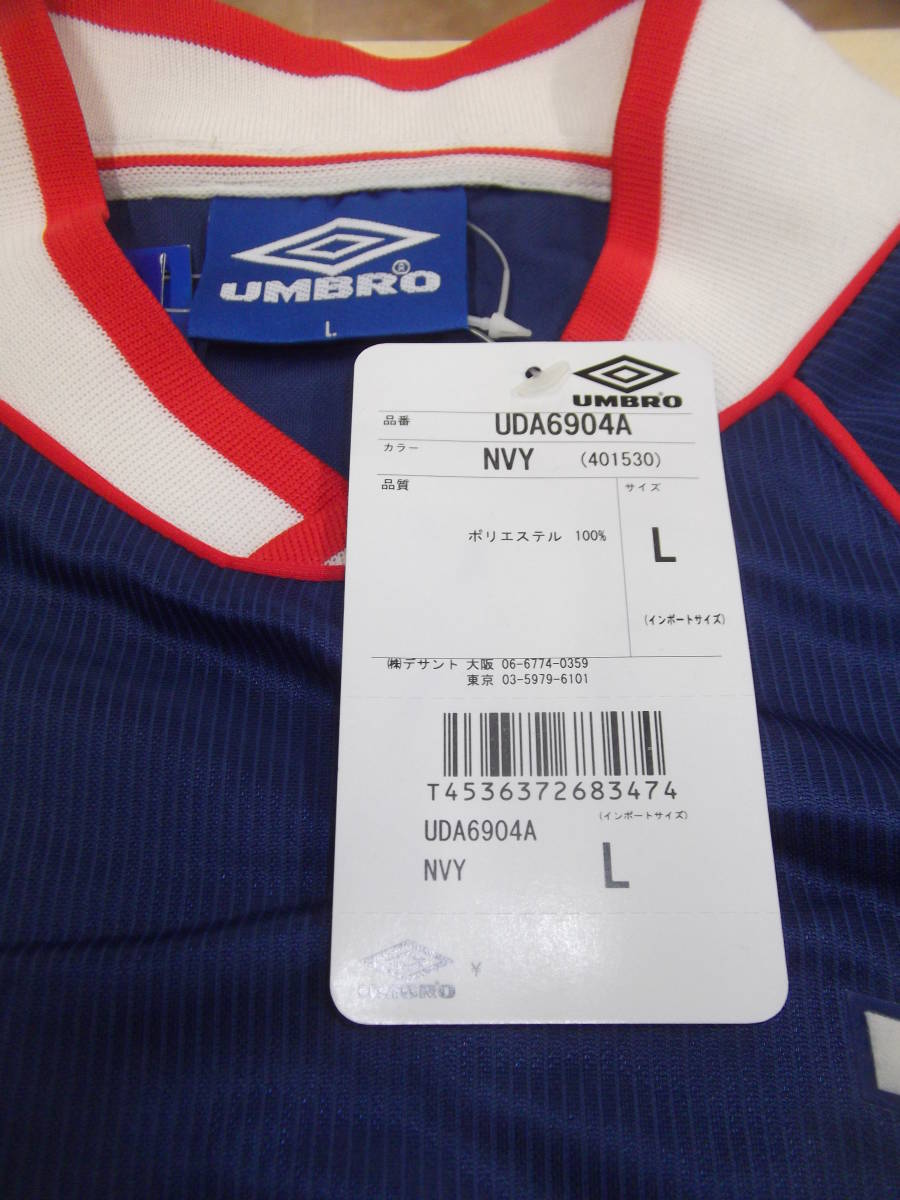 UMBRO
®
L
UMBRO
品番 UDA6904A
カラー NVY (401530)
品質 サイズ
ポリエステル 100% L
(インポートサイズ)
㈱デサント 大阪 06-6774-0359
東京 03-5979-6101
T4536372683474
UDA6904A (インポートサイズ)
NVY L
UMBRO ¥